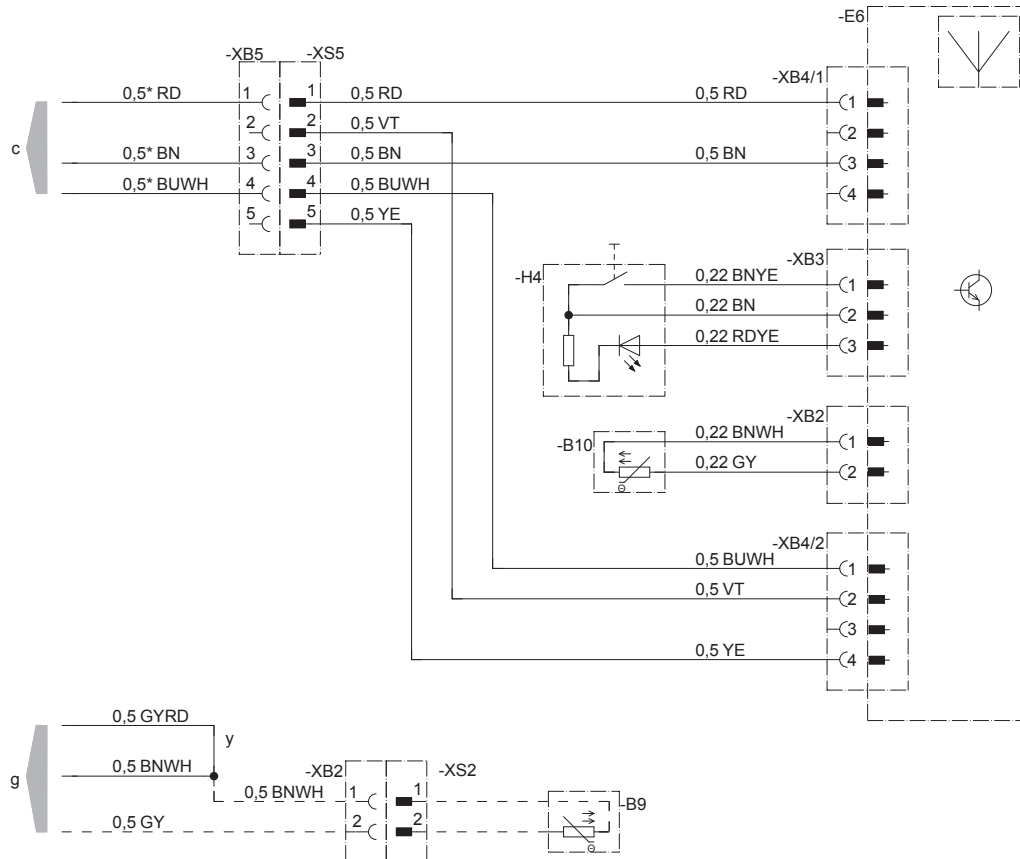 -E6
-XB5 -XS5
-XB4/1
0,5* RD 1 1 0,5 RD 0,5 RD 1
2 2 0,5 VT 2
c
0,5* BN 3 3 0,5 BN 0,5 BN 3
0,5* BUWH 4 4 0,5 BUWH 4
5 5 0,5 YE
-XB3
-H4 0,22 BNYE 1
0,22 BN 2
0,22 RDYE 3
-XB2
-B10 0,22 BNWH 1
0,22 GY 2
Θ
-XB4/2
0,5 BUWH 1
0,5 VT 2
3
0,5 YE 4
0,5 GYRD
y
g
0,5 BNWH
-XB2 -XS2
0,5 BNWH 1 1
-B9
0,5 GY 2 2
Θ